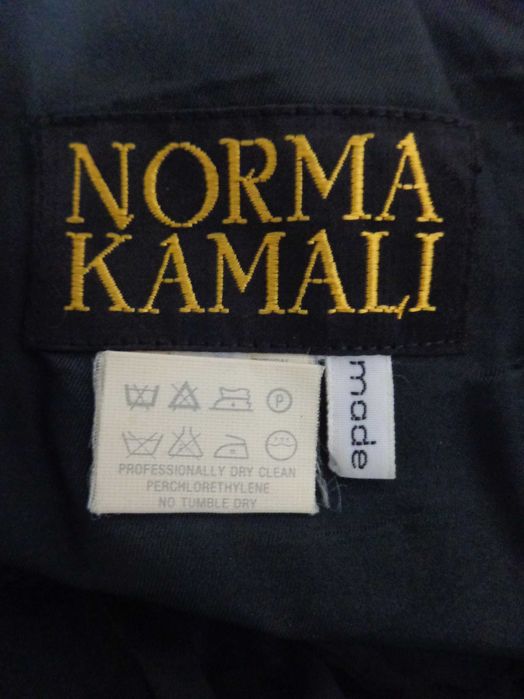 NORMA
KAMALI
P
PROFESSIONALLY DRY CLEAN
PERCHLORETHYLENE
NO TUMBLE DRY
made